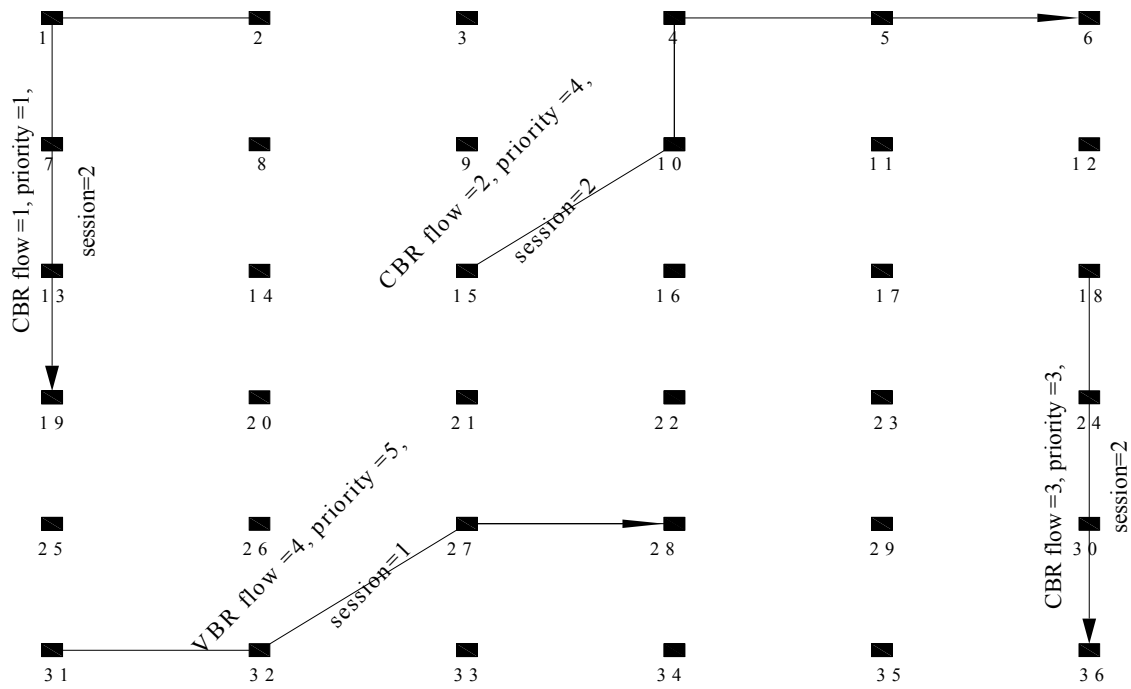 1 2 3 4 5 6
CBR flow =1, priority =1,
session=2
CBR flow =2, priority =4,
session=2
7 8 9 10 11 12
13 14 15 16 17 18
19 20 21 22 23 24
CBR flow =3, priority =3,
session=2
VBR flow =4, priority =5,
session=1
25 26 27 28 29 30
31 32 33 34 35 36